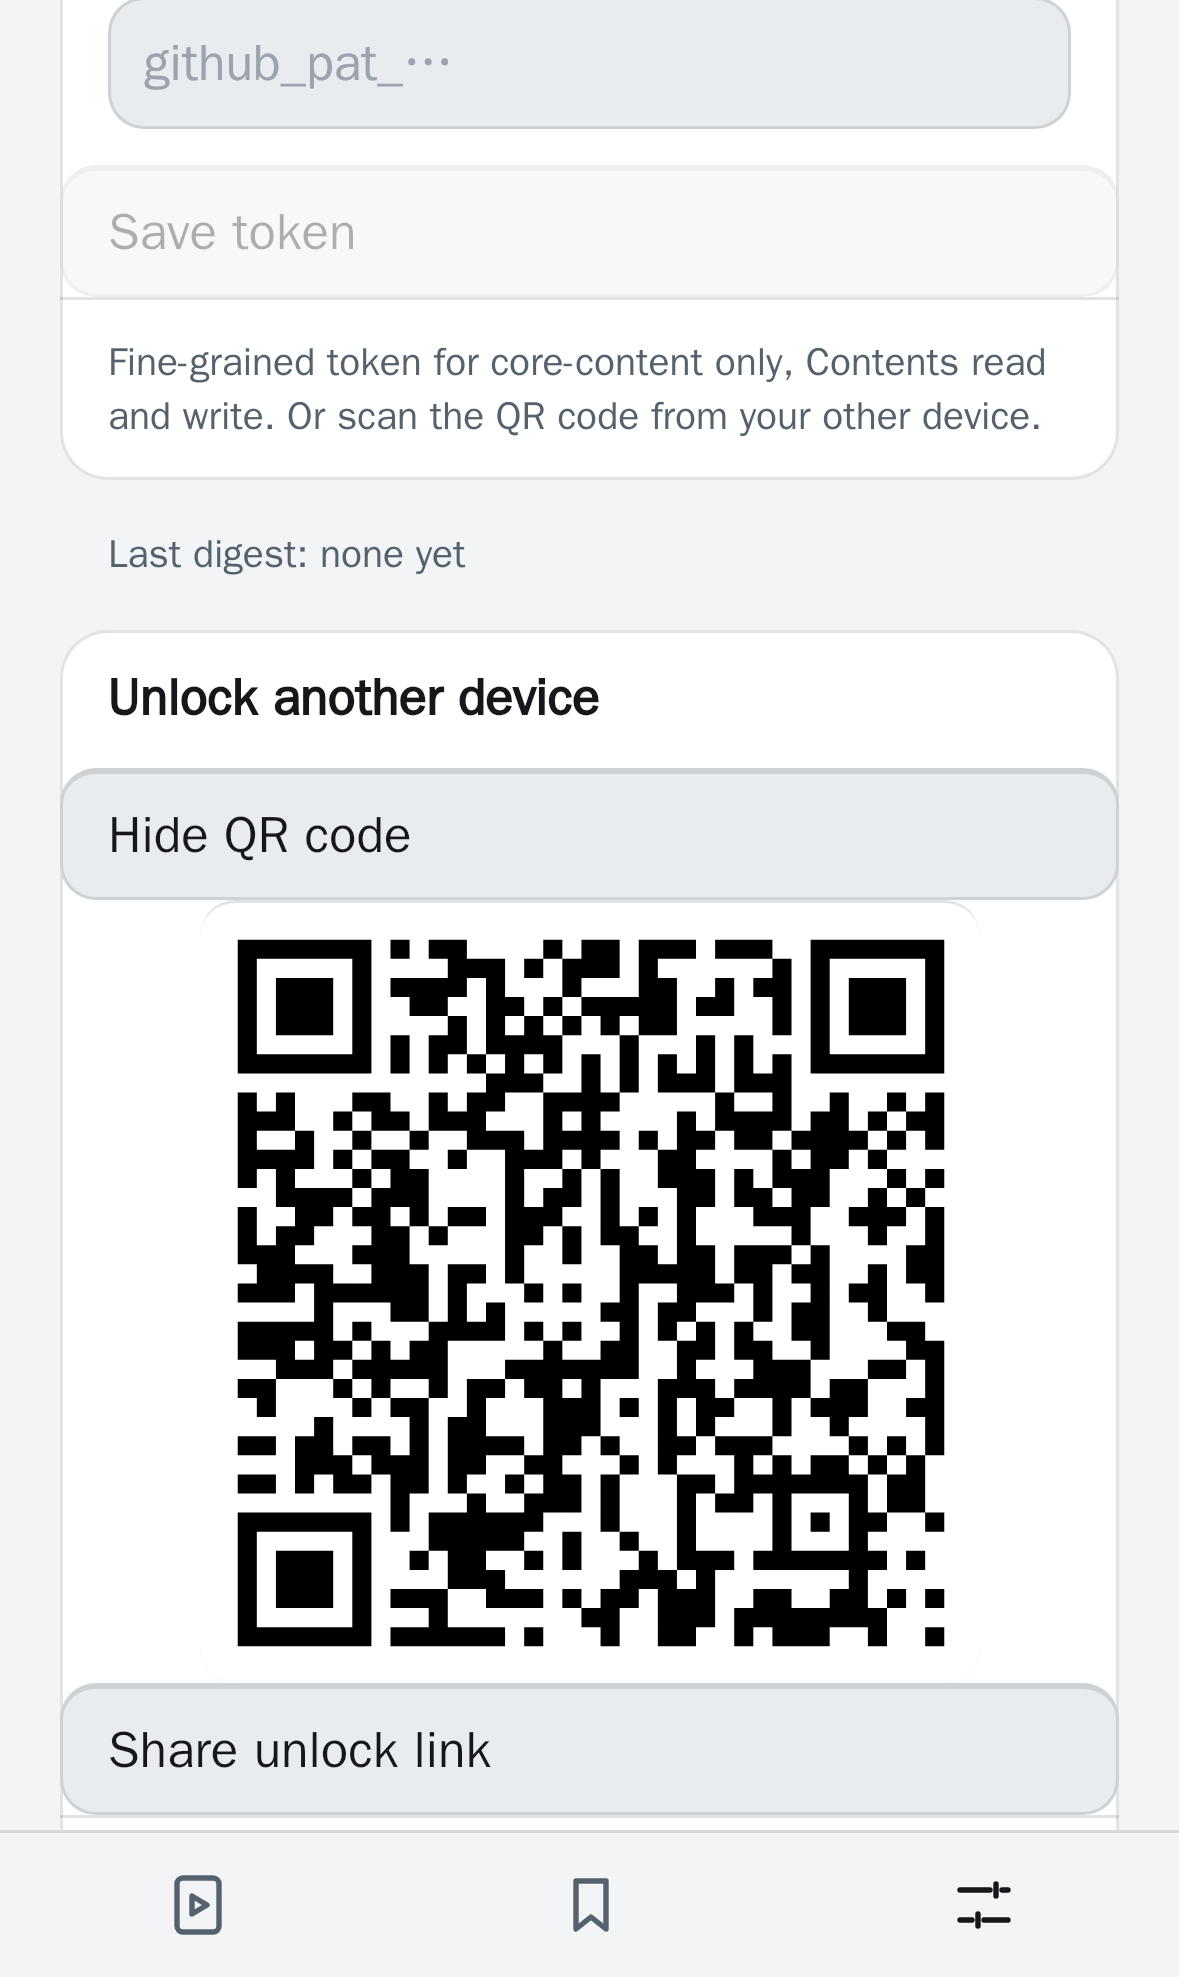 github_pat_···
Save token
Fine-grained token for core-content only, Contents read
and write. Or scan the QR code from your other device.
Last digest: none yet
Unlock another device
Hide QR code
Share unlock link